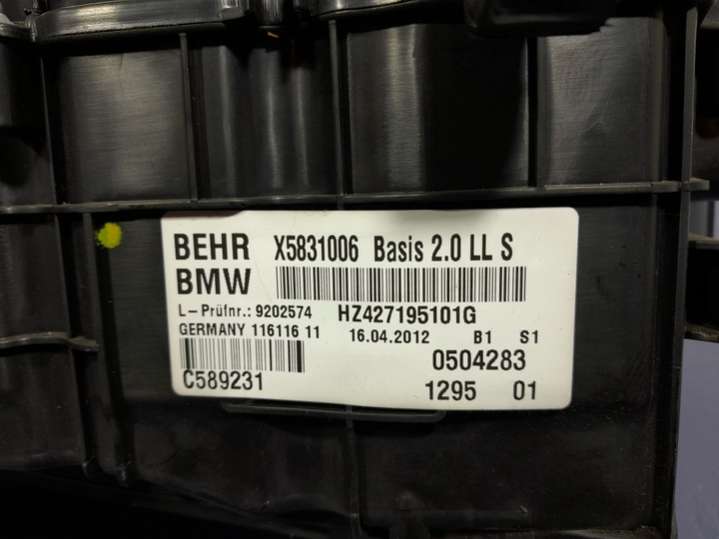 BEHR X5831006 Basis 2.0 LL S
BMW
L-Prüfnr.: 9202574 HZ427195101G
GERMANY 116116 11 16.04.2012 B1 S1
0504283
C589231 1295 01